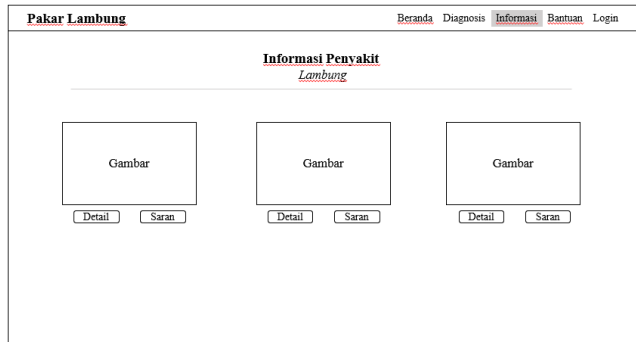 Pakar Lambung Beranda Diagnosis Informasi Bantuan Login
Informasi Penyakit
Lambung
Gambar Gambar Gambar
Detail Saran Detail Saran Detail Saran